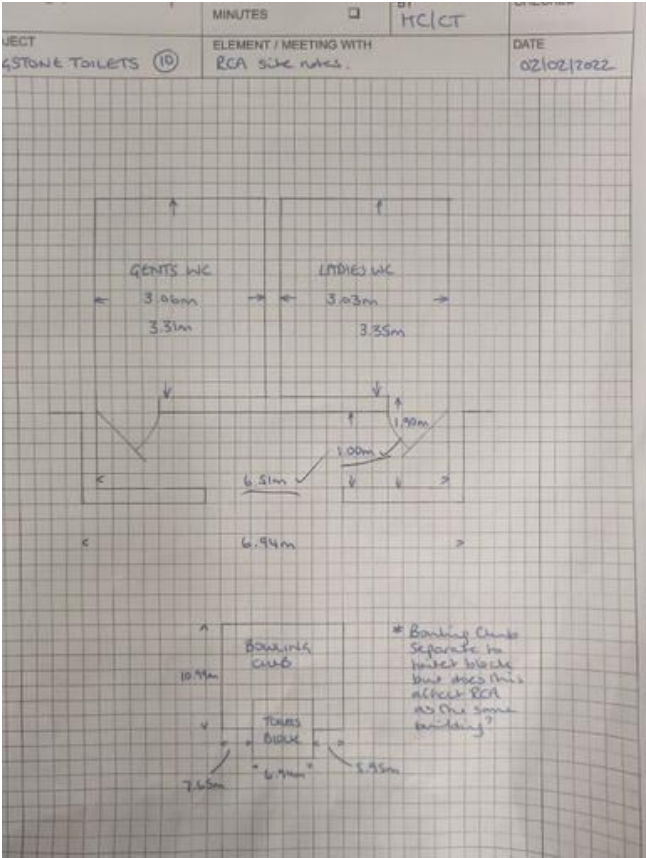 MINUTES
HC/CT
JECT
GSTONE TOILETS 10
ELEMENT / MEETING WITH
RCA site notes.
DATE
02/02/2022
GENTS WC
3.06m
3.31m
LADIES WC
3.03m
3.35m
1.90m
1.00m
6.51m
6.94m
BOWLING
CLUB
TOILET
BLOCK
7.65m
"6.94m"
5.95m
* Bowling Club
separate to
toilet block
but does this
affect RCA
as the same
building?